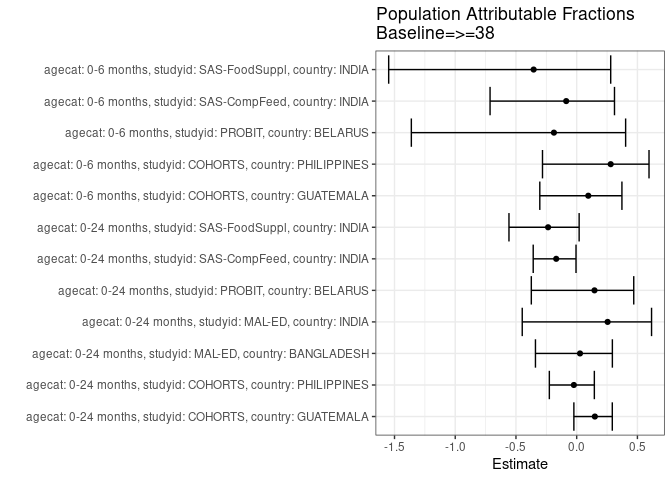 Population Attributable Fractions
Baseline=>=38
agecat: 0-6 months, studyid: SAS-FoodSuppl, country: INDIA
agecat: 0-6 months, studyid: SAS-CompFeed, country: INDIA
agecat: 0-6 months, studyid: PROBIT, country: BELARUS
agecat: 0-6 months, studyid: COHORTS, country: PHILIPPINES
agecat: 0-6 months, studyid: COHORTS, country: GUATEMALA
agecat: 0-24 months, studyid: SAS-FoodSuppl, country: INDIA
agecat: 0-24 months, studyid: SAS-CompFeed, country: INDIA
agecat: 0-24 months, studyid: PROBIT, country: BELARUS
agecat: 0-24 months, studyid: MAL-ED, country: INDIA
agecat: 0-24 months, studyid: MAL-ED, country: BANGLADESH
agecat: 0-24 months, studyid: COHORTS, country: PHILIPPINES
agecat: 0-24 months, studyid: COHORTS, country: GUATEMALA
-1.5 -1.0 -0.5 0.0 0.5
Estimate